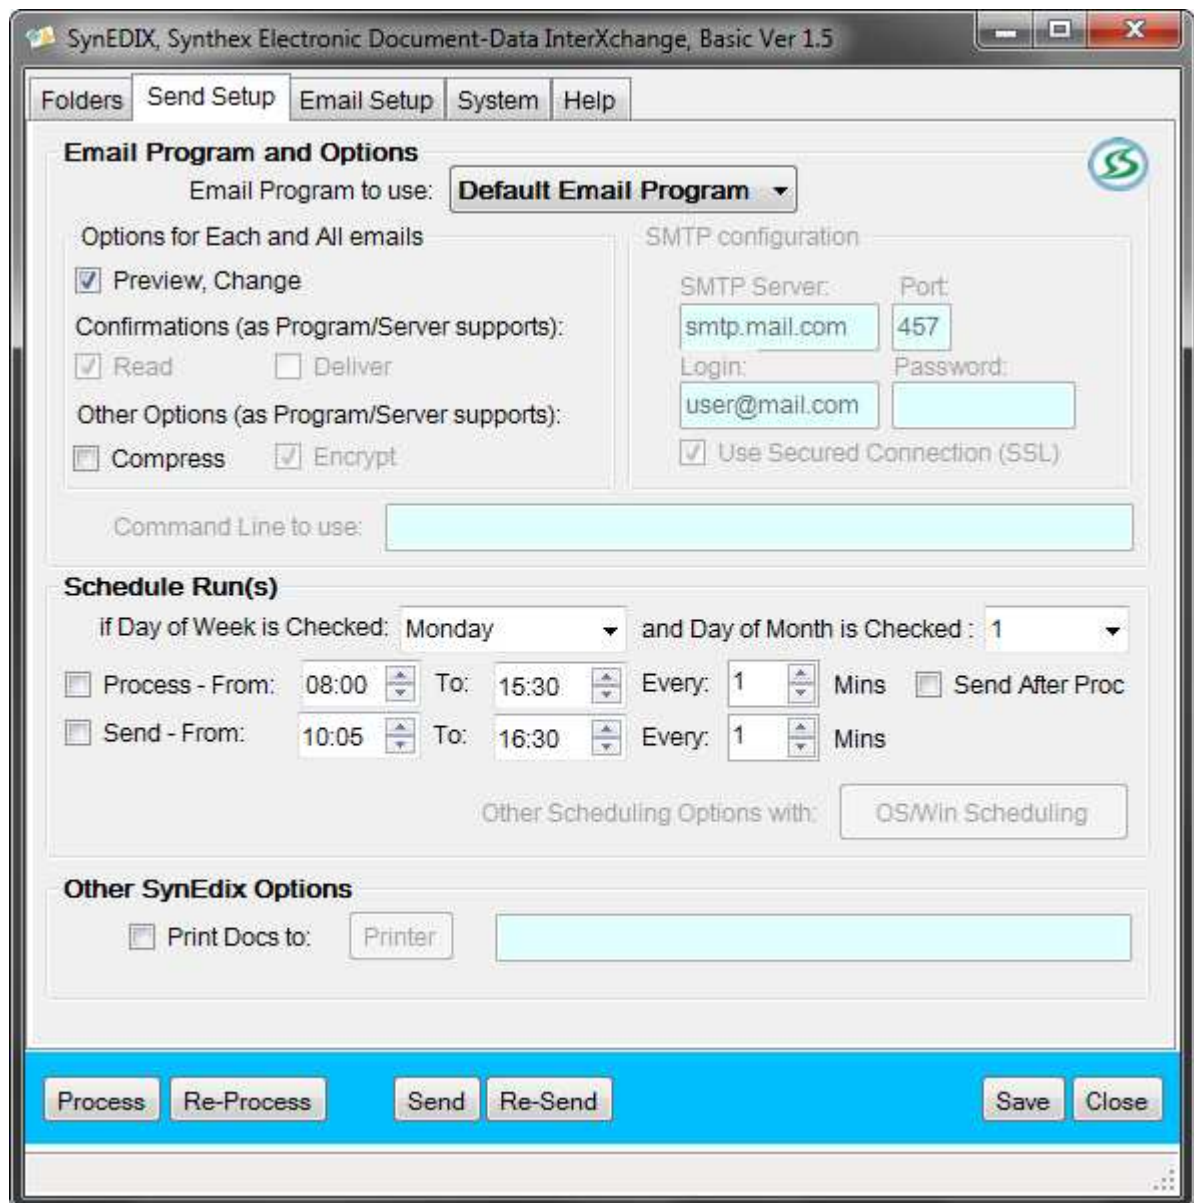 SynEDIX, Synthex Electronic Document-Data InterXchange, Basic Ver 1.5
Folders Send Setup Email Setup System Help
Email Program and Options
Email Program to use: Default Email Program
Options for Each and All emails
Preview, Change
Confirmations (as Program/Server supports):
Read Deliver
Other Options (as Program/Server supports):
Compress Encrypt
SMTP configuration
SMTP Server: Port:
smtp.mail.com 457
Login: Password:
user@mail.com
Use Secured Connection (SSL)
Command Line to use:
Schedule Run(s)
if Day of Week is Checked: Monday and Day of Month is Checked : 1
Process - From: 08:00 To: 15:30 Every: 1 Mins Send After Proc
Send - From: 10:05 To: 16:30 Every: 1 Mins
Other Scheduling Options with: OS/Win Scheduling
Other SynEdix Options
Print Docs to: Printer
Process Re-Process Send Re-Send Save Close